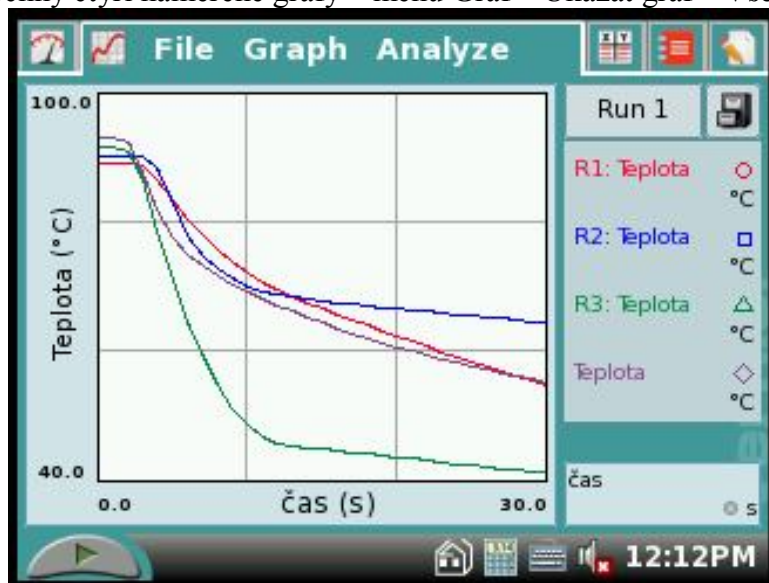 File Graph Analyze
100.0
Teplota (°C)
40.0
0.0
čas (s)
30.0
Run 1
R1: Teplota
°C
R2: Teplota
°C
R3: Teplota
°C
Teplota
°C
čas
s
12:12PM